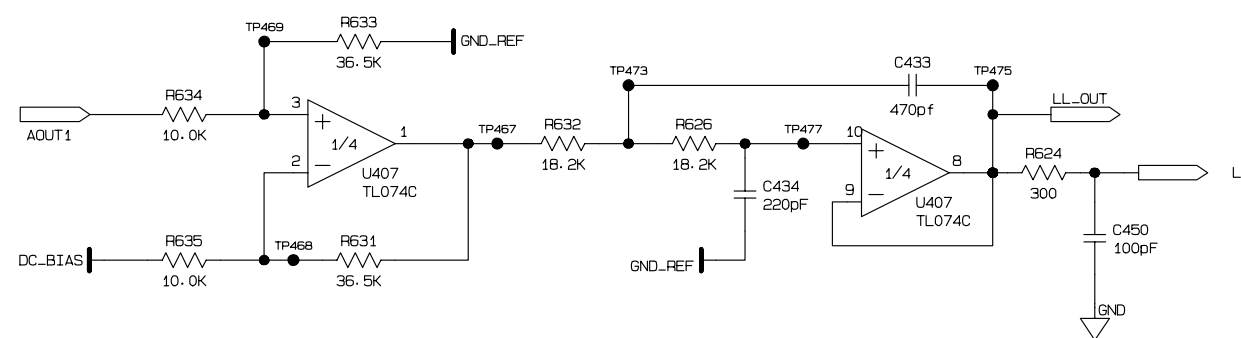 TP469
R633
36.5K
GND_REF
R634
10.0K
AOUT1
3
1/4
1
2
U407
TL074C
R635
10.0K
DC_BIAS
TP468
R631
36.5K
TP467
R632
18.2K
TP473
R626
18.2K
TP477
C434
220pF
GND_REF
C433
470pf
TP475
LL_OUT
10
1/4
8
9
U407
TL074C
R624
300
L
C450
100pF
GND